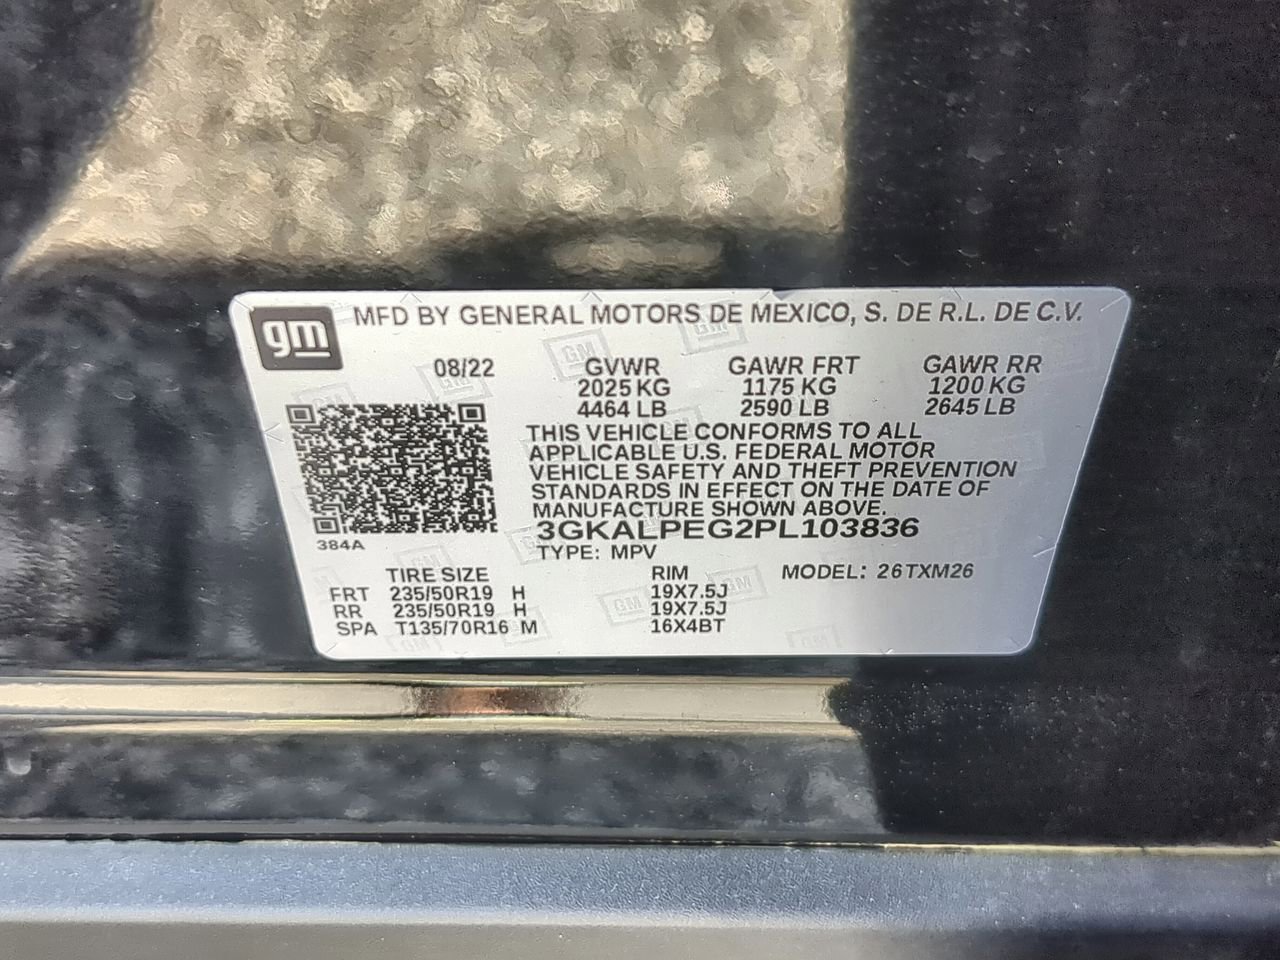 gm MFD BY GENERAL MOTORS DE MEXICO, S. DE R.L. DE C.V.
08/22 GVWR GAWR FRT GAWR RR
2025 KG 1175 KG 1200 KG
4464 LB 2590 LB 2645 LB
THIS VEHICLE CONFORMS TO ALL
APPLICABLE U.S. FEDERAL MOTOR
VEHICLE SAFETY AND THEFT PREVENTION
STANDARDS IN EFFECT ON THE DATE OF
MANUFACTURE SHOWN ABOVE.
3GKALPEG2PL103836
384A
TYPE: MPV
TIRE SIZE RIM MODEL: 26TXM26
FRT 235/50R19 H 19X7.5J
RR 235/50R19 H 19X7.5J
SPA T135/70R16 M 16X4BT